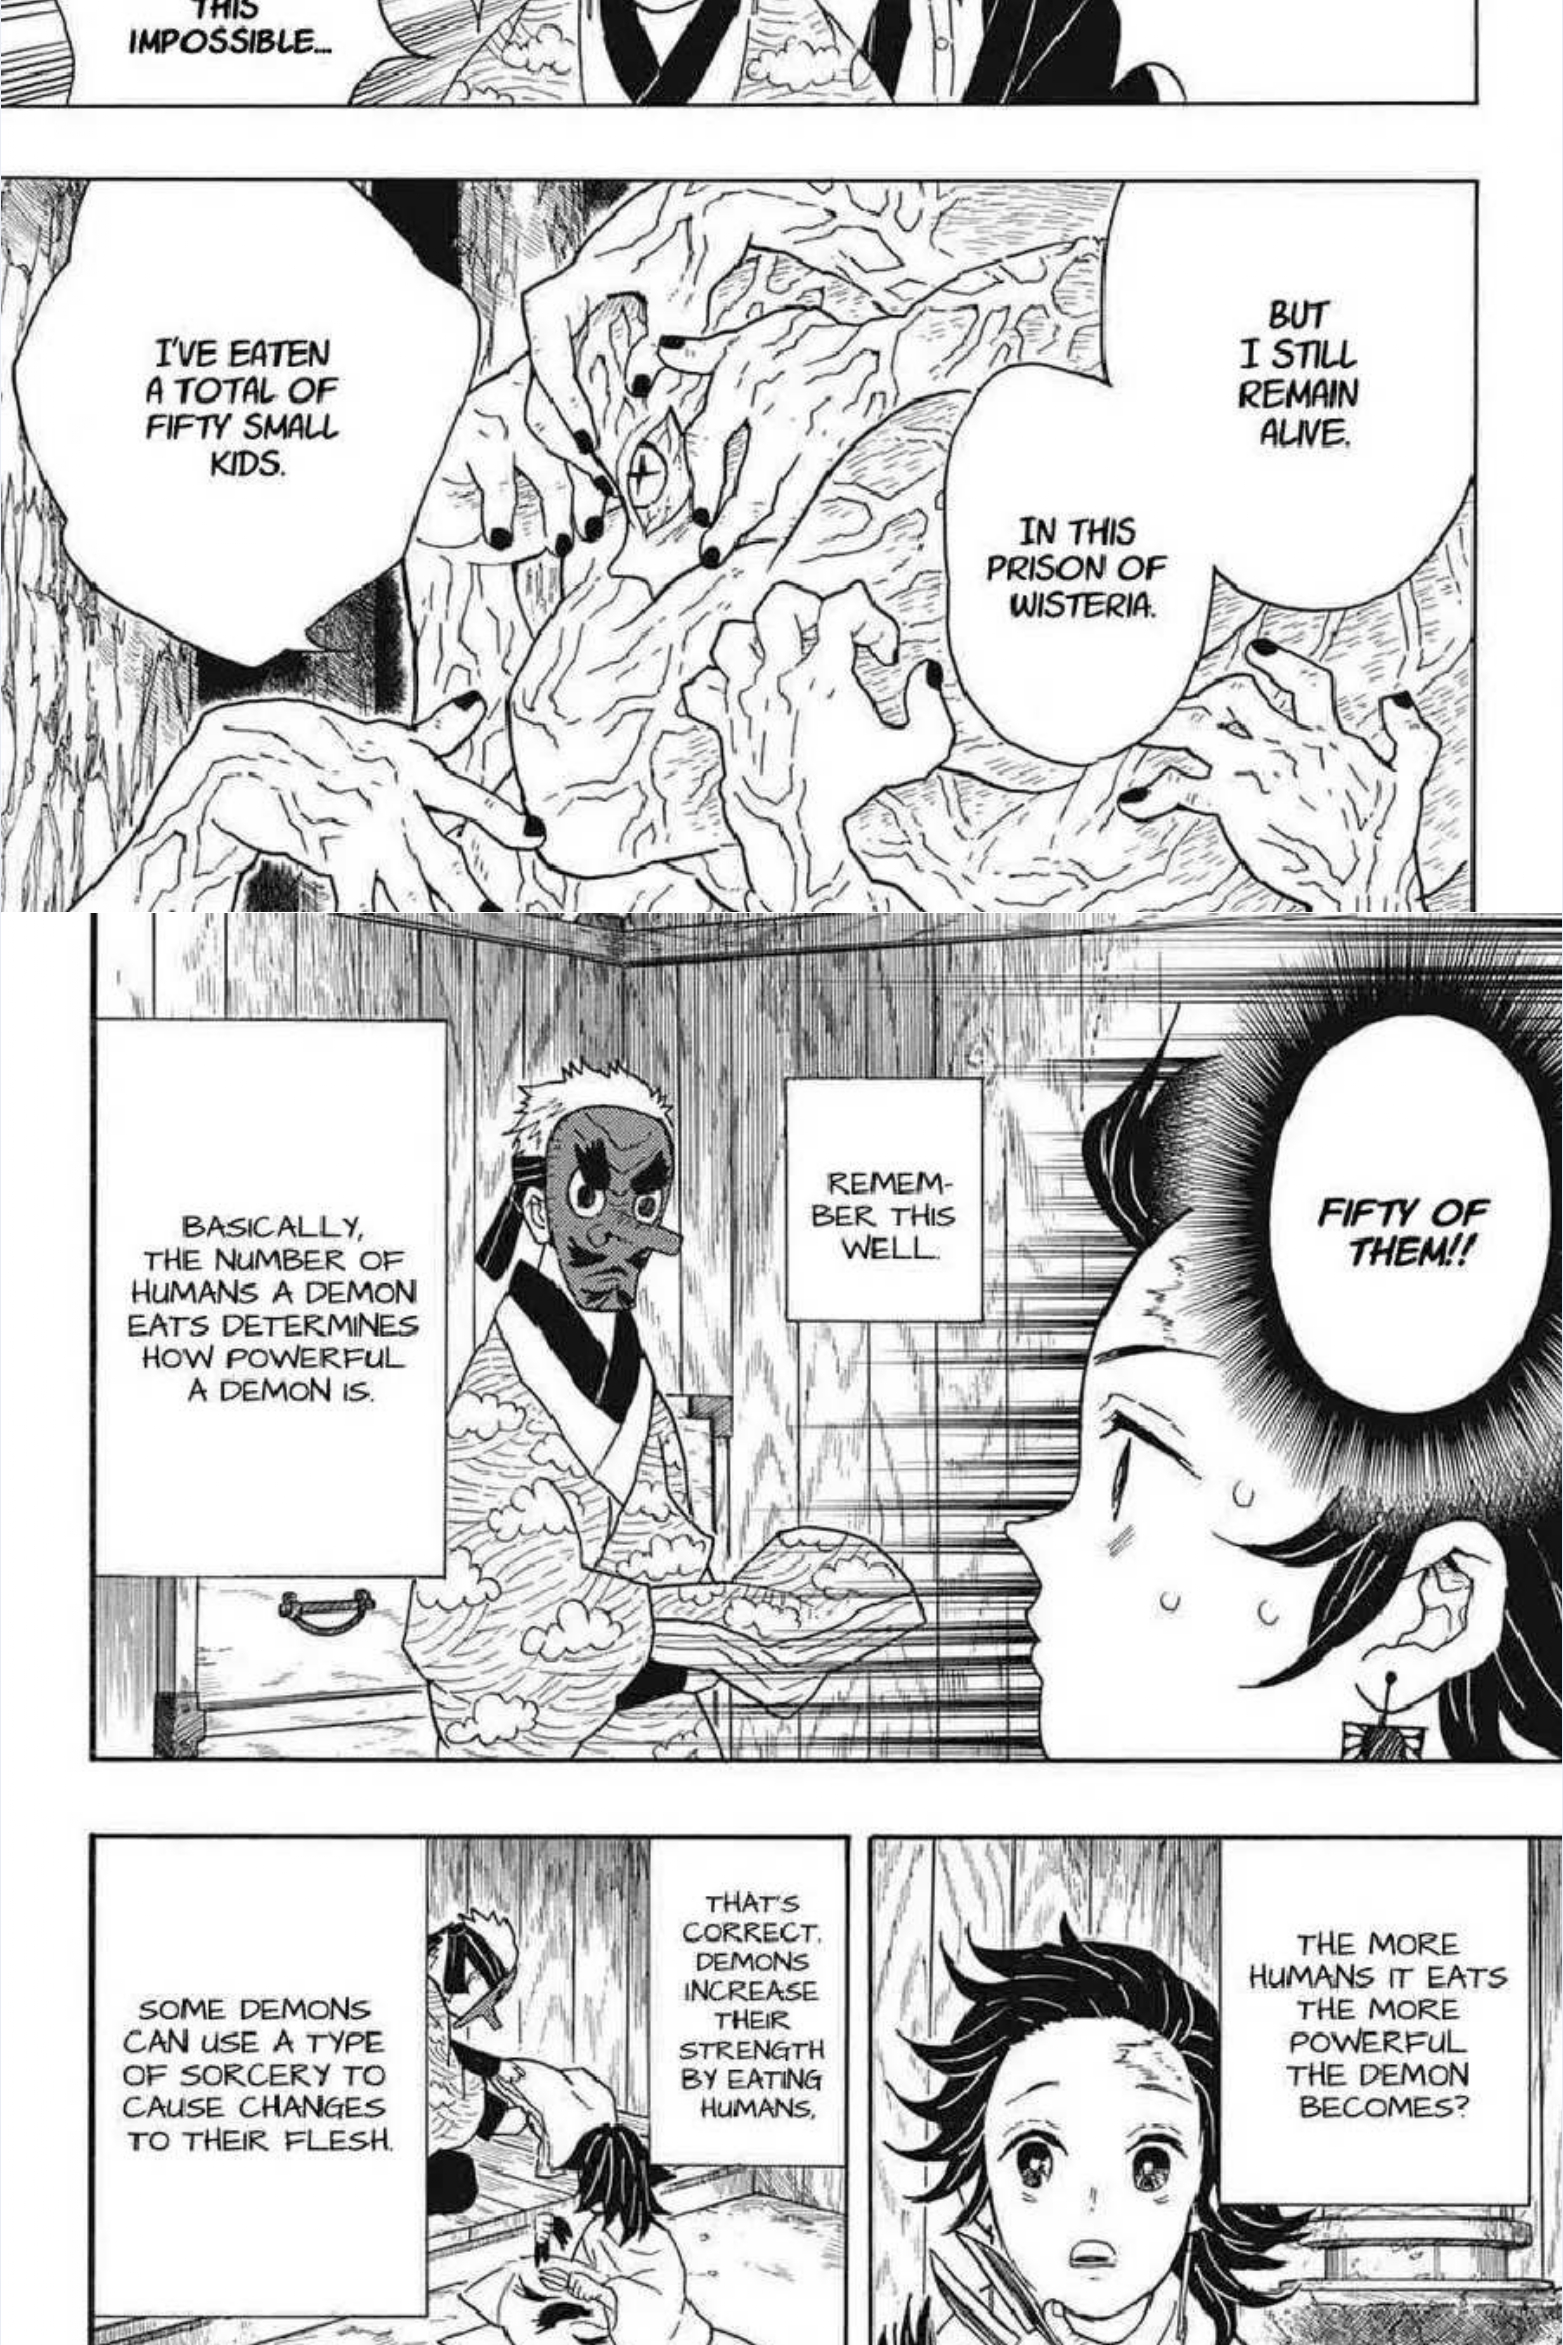 THIS
IMPOSSIBLE...
BUT
I STILL
REMAIN
ALIVE.
IN THIS
PRISON OF
WISTERIA.
I'VE EATEN
A TOTAL OF
FIFTY SMALL
KIDS.
FIFTY OF
THEM!!
REMEM-
BER THIS
WELL.
BASICALLY,
THE NUMBER OF
HUMANS A DEMON
EATS DETERMINES
HOW POWERFUL
A DEMON IS.
THE MORE
HUMANS IT EATS
THE MORE
POWERFUL
THE DEMON
BECOMES?
THAT'S
CORRECT.
DEMONS
INCREASE
THEIR
STRENGTH
BY EATING
HUMANS,
SOME DEMONS
CAN USE A TYPE
OF SORCERY TO
CAUSE CHANGES
TO THEIR FLESH.